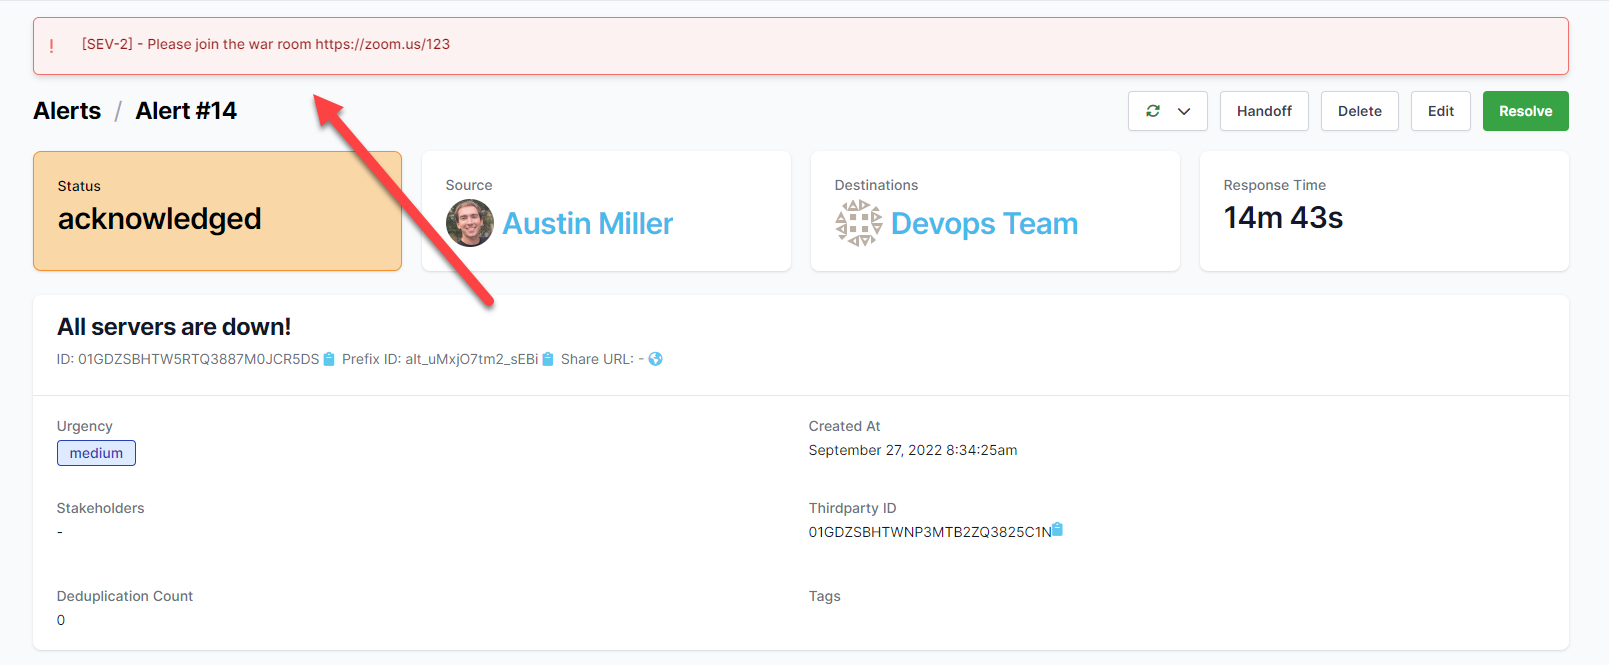 [SEV-2] - Please join the war room https://zoom.us/123
Alerts / Alert #14
Handoff
Delete
Edit
Resolve
Status
acknowledged
Source
Austin Miller
Destinations
Devops Team
Response Time
14m 43s
All servers are down!
ID: 01GDZSBHTW5RTQ3887M0JCR5DS Prefix ID: alt_uMxjO7tm2_sEBi Share URL: -
Urgency
medium
Created At
September 27, 2022 8:34:25am
Stakeholders
-
Thirdparty ID
01GDZSBHTWNP3MTB2ZQ3825C1N
Deduplication Count
0
Tags